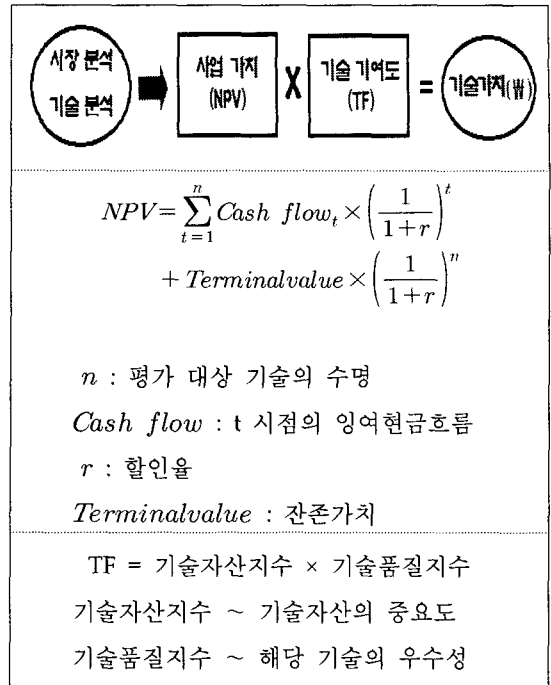 시장 분석
기술 분석
사업 가치
(NPV)
X
기술 기여도
(TF)
=
기술가치(₩)
NPV = \sum_{t=1}^{n} Cash flow_t × (1/(1+r))^t
+ Terminalvalue × (1/(1+r))^n
n : 평가 대상 기술의 수명
Cash flow : t 시점의 잉여현금흐름
r : 할인율
Terminalvalue : 잔존가치
TF = 기술자산지수 × 기술품질지수
기술자산지수 ~ 기술자산의 중요도
기술품질지수 ~ 해당 기술의 우수성